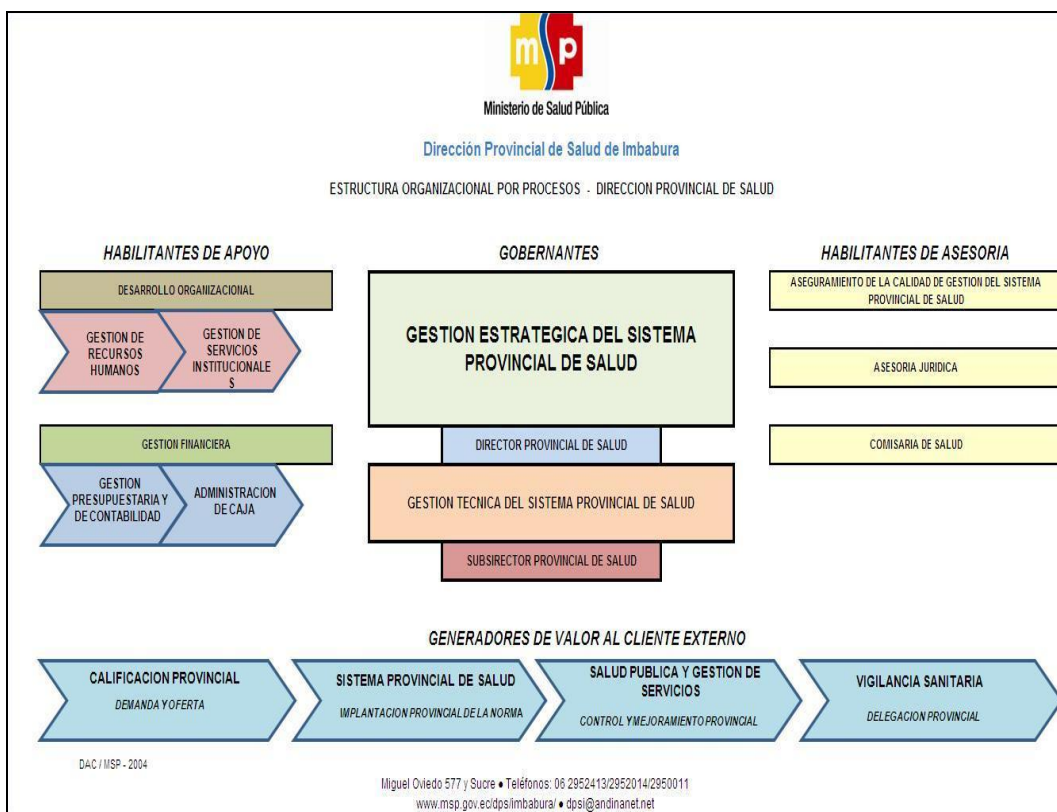 msp
Ministerio de Salud Pública
Dirección Provincial de Salud de Imbabura
ESTRUCTURA ORGANIZACIONAL POR PROCESOS - DIRECCION PROVINCIAL DE SALUD
HABILITANTES DE APOYO
DESARROLLO ORGANIZACIONAL
GESTION DE
RECURSOS
HUMANOS
GESTION DE
SERVICIOS
INSTITUCIONALE
S
GESTION FINANCIERA
GESTION
PRESUPUESTARIA Y
DE CONTABILIDAD
ADMINISTRACION
DE CAJA
GOBERNANTES
GESTION ESTRATEGICA DEL SISTEMA
PROVINCIAL DE SALUD
DIRECTOR PROVINCIAL DE SALUD
GESTION TECNICA DEL SISTEMA PROVINCIAL DE SALUD
SUBSIRECTOR PROVINCIAL DE SALUD
HABILITANTES DE ASESORIA
ASEGURAMIENTO DE LA CALIDAD DE GESTION DEL SISTEMA
PROVINCIAL DE SALUD
ASESORIA JURIDICA
COMISARIA DE SALUD
GENERADORES DE VALOR AL CLIENTE EXTERNO
CALIFICACION PROVINCIAL
DEMANDA Y OFERTA
SISTEMA PROVINCIAL DE SALUD
IMPLANTACION PROVINCIAL DE LA NORMA
SALUD PUBLICA Y GESTION DE
SERVICIOS
CONTROL Y MEJORAMIENTO PROVINCIAL
VIGILANCIA SANITARIA
DELEGACION PROVINCIAL
DAC / MSP - 2004
Miguel Oviedo 577 y Sucre ● Teléfonos: 06 2952413/2952014/2950011
www.msp.gov.ec/dps/imbabura/ ● dpsi@andinanet.net